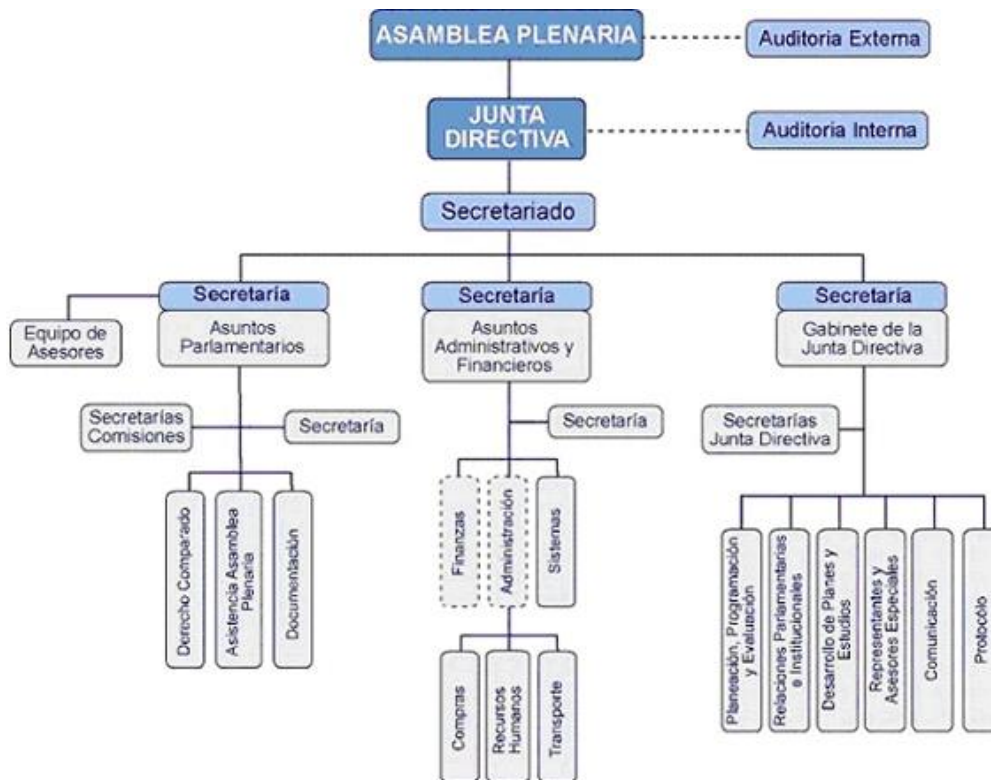 ASAMBLEA PLENARIA
Auditoria Externa
JUNTA
DIRECTIVA
Auditoria Interna
Secretariado
Secretaría
Secretaría
Secretaría
Equipo de
Asesores
Asuntos
Parlamentarios
Asuntos
Administrativos y
Financieros
Gabinete de la
Junta Directiva
Secretarías
Comisiones
Secretaría
Secretaría
Secretarías
Junta Directiva
Derecho Comparado
Asistencia Asamblea
Plenaria
Documentación
Finanzas
Administración
Sistemas
Compras
Recursos
Humanos
Transporte
Planeación, Programación
y Evaluación
Relaciones Parlamentarias
e Institucionales
Desarrollo de Planes y
Estudios
Representantes y
Asesores Especiales
Comunicación
Protocólo